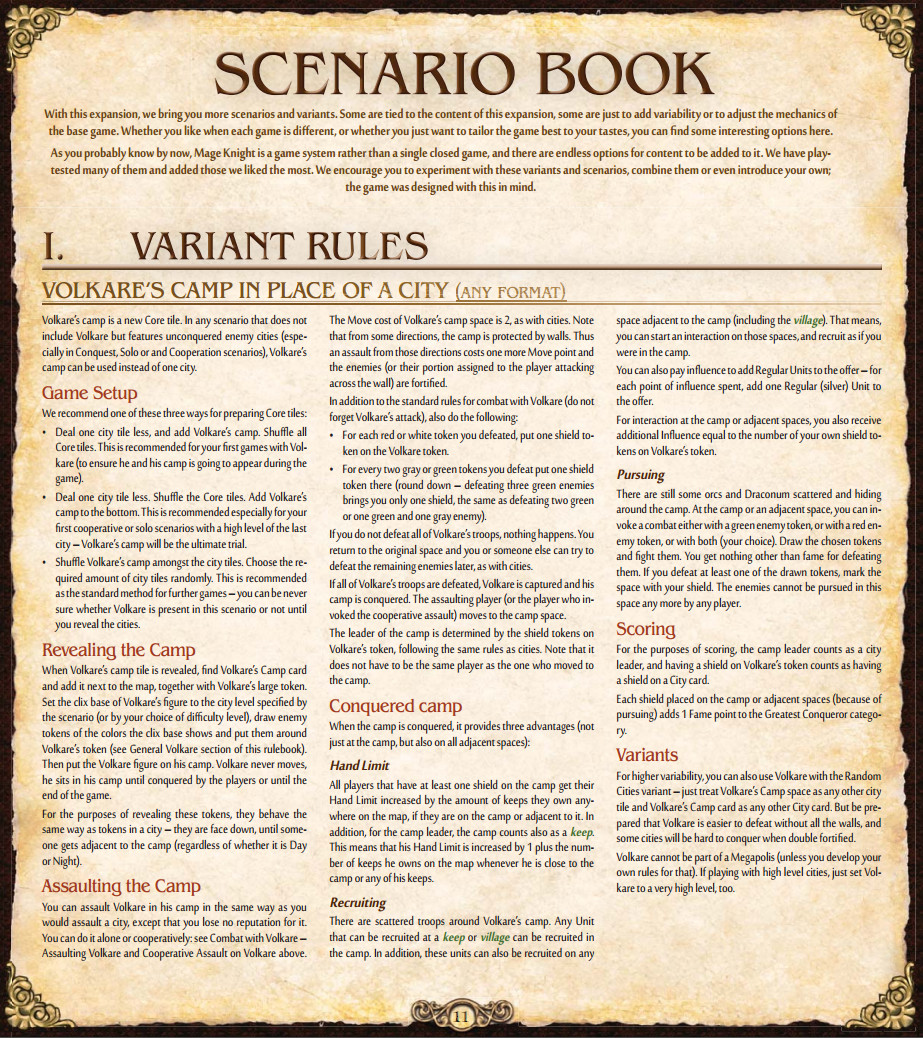 SCENARIO BOOK
With this expansion, we bring you more scenarios and variants. Some are tied to the content of this expansion, some are just to add variability or to adjust the mechanics of
the base game. Whether you like when each game is different, or whether you just want to tailor the game best to your tastes, you can find some interesting options here.
As you probably know by now, Mage Knight is a game system rather than a single closed game, and there are endless options for content to be added to it. We have play-
tested many of them and added those we liked the most. We encourage you to experiment with these variants and scenarios, combine them or even introduce your own;
the game was designed with this in mind.
I. VARIANT RULES
VOLKARE'S CAMP IN PLACE OF A CITY (ANY FORMAT)
Volkare's camp is a new Core tile. In any scenario that does not
include Volkare but features unconquered enemy cities (espe-
cially in Conquest, Solo or and Cooperation scenarios), Volkare's
camp can be used instead of one city.
Game Setup
We recommend one of these three ways for preparing Core tiles:
• Deal one city tile less, and add Volkare's camp. Shuffle all
Core tiles. This is recommended for your first games with Vol-
kare (to ensure he and his camp is going to appear during the
game).
• Deal one city tile less. Shuffle the Core tiles. Add Volkare's
camp to the bottom. This is recommended especially for your
first cooperative or solo scenarios with a high level of the last
city – Volkare's camp will be the ultimate trial.
• Shuffle Volkare's camp amongst the city tiles. Choose the re-
quired amount of city tiles randomly. This is recommended
as the standard method for further games – you can be never
sure whether Volkare is present in this scenario or not until
you reveal the cities.
Revealing the Camp
When Volkare's camp tile is revealed, find Volkare's Camp card
and add it next to the map, together with Volkare's large token.
Set the clix base of Volkare's figure to the city level specified by
the scenario (or by your choice of difficulty level), draw enemy
tokens of the colors the clix base shows and put them around
Volkare's token (see General Volkare section of this rulebook).
Then put the Volkare figure on his camp. Volkare never moves,
he sits in his camp until conquered by the players or until the
end of the game.
For the purposes of revealing these tokens, they behave the
same way as tokens in a city – they are face down, until some-
one gets adjacent to the camp (regardless of whether it is Day
or Night).
Assaulting the Camp
You can assault Volkare in his camp in the same way as you
would assault a city, except that you lose no reputation for it.
You can do it alone or cooperatively: see Combat with Volkare –
Assaulting Volkare and Cooperative Assault on Volkare above.
The Move cost of Volkare's camp space is 2, as with cities. Note
that from some directions, the camp is protected by walls. Thus
an assault from those directions costs one more Move point and
the enemies (or their portion assigned to the player attacking
across the wall) are fortified.
In addition to the standard rules for combat with Volkare (do not
forget Volkare's attack), also do the following:
• For each red or white token you defeated, put one shield to-
ken on the Volkare token.
• For every two gray or green tokens you defeat put one shield
token there (round down – defeating three green enemies
brings you only one shield, the same as defeating two green
or one green and one gray enemy).
If you do not defeat all of Volkare's troops, nothing happens. You
return to the original space and you or someone else can try to
defeat the remaining enemies later, as with cities.
If all of Volkare's troops are defeated, Volkare is captured and his
camp is conquered. The assaulting player (or the player who in-
voked the cooperative assault) moves to the camp space.
The leader of the camp is determined by the shield tokens on
Volkare's token, following the same rules as cities. Note that it
does not have to be the same player as the one who moved to
the camp.
Conquered camp
When the camp is conquered, it provides three advantages (not
just at the camp, but also on all adjacent spaces):
Hand Limit
All players that have at least one shield on the camp get their
Hand Limit increased by the amount of keeps they own any-
where on the map, if they are on the camp or adjacent to it. In
addition, for the camp leader, the camp counts also as a keep.
This means that his Hand Limit is increased by 1 plus the num-
ber of keeps he owns on the map whenever he is close to the
camp or any of his keeps.
Recruiting
There are scattered troops around Volkare's camp. Any Unit
that can be recruited at a keep or village can be recruited in
the camp. In addition, these units can also be recruited on any
space adjacent to the camp (including the village). That means,
you can start an interaction on those spaces, and recruit as if you
were in the camp.
You can also pay influence to add Regular Units to the offer – for
each point of influence spent, add one Regular (silver) Unit to
the offer.
For interaction at the camp or adjacent spaces, you also receive
additional Influence equal to the number of your own shield to-
kens on Volkare's token.
Pursuing
There are still some orcs and Draconum scattered and hiding
around the camp. At the camp or an adjacent space, you can in-
voke a combat either with a green enemy token, or with a red en-
emy token, or with both (your choice). Draw the chosen tokens
and fight them. You get nothing other than fame for defeating
them. If you defeat at least one of the drawn tokens, mark the
space with your shield. The enemies cannot be pursued in this
space any more by any player.
Scoring
For the purposes of scoring, the camp leader counts as a city
leader, and having a shield on Volkare's token counts as having
a shield on a City card.
Each shield placed on the camp or adjacent spaces (because of
pursuing) adds 1 Fame point to the Greatest Conqueror catego-
ry.
Variants
For higher variability, you can also use Volkare with the Random
Cities variant – just treat Volkare's Camp space as any other city
tile and Volkare's Camp card as any other City card. But be pre-
pared that Volkare is easier to defeat without all the walls, and
some cities will be hard to conquer when double fortified.
Volkare cannot be part of a Megapolis (unless you develop your
own rules for that). If playing with high level cities, just set Vol-
kare to a very high level, too.
11